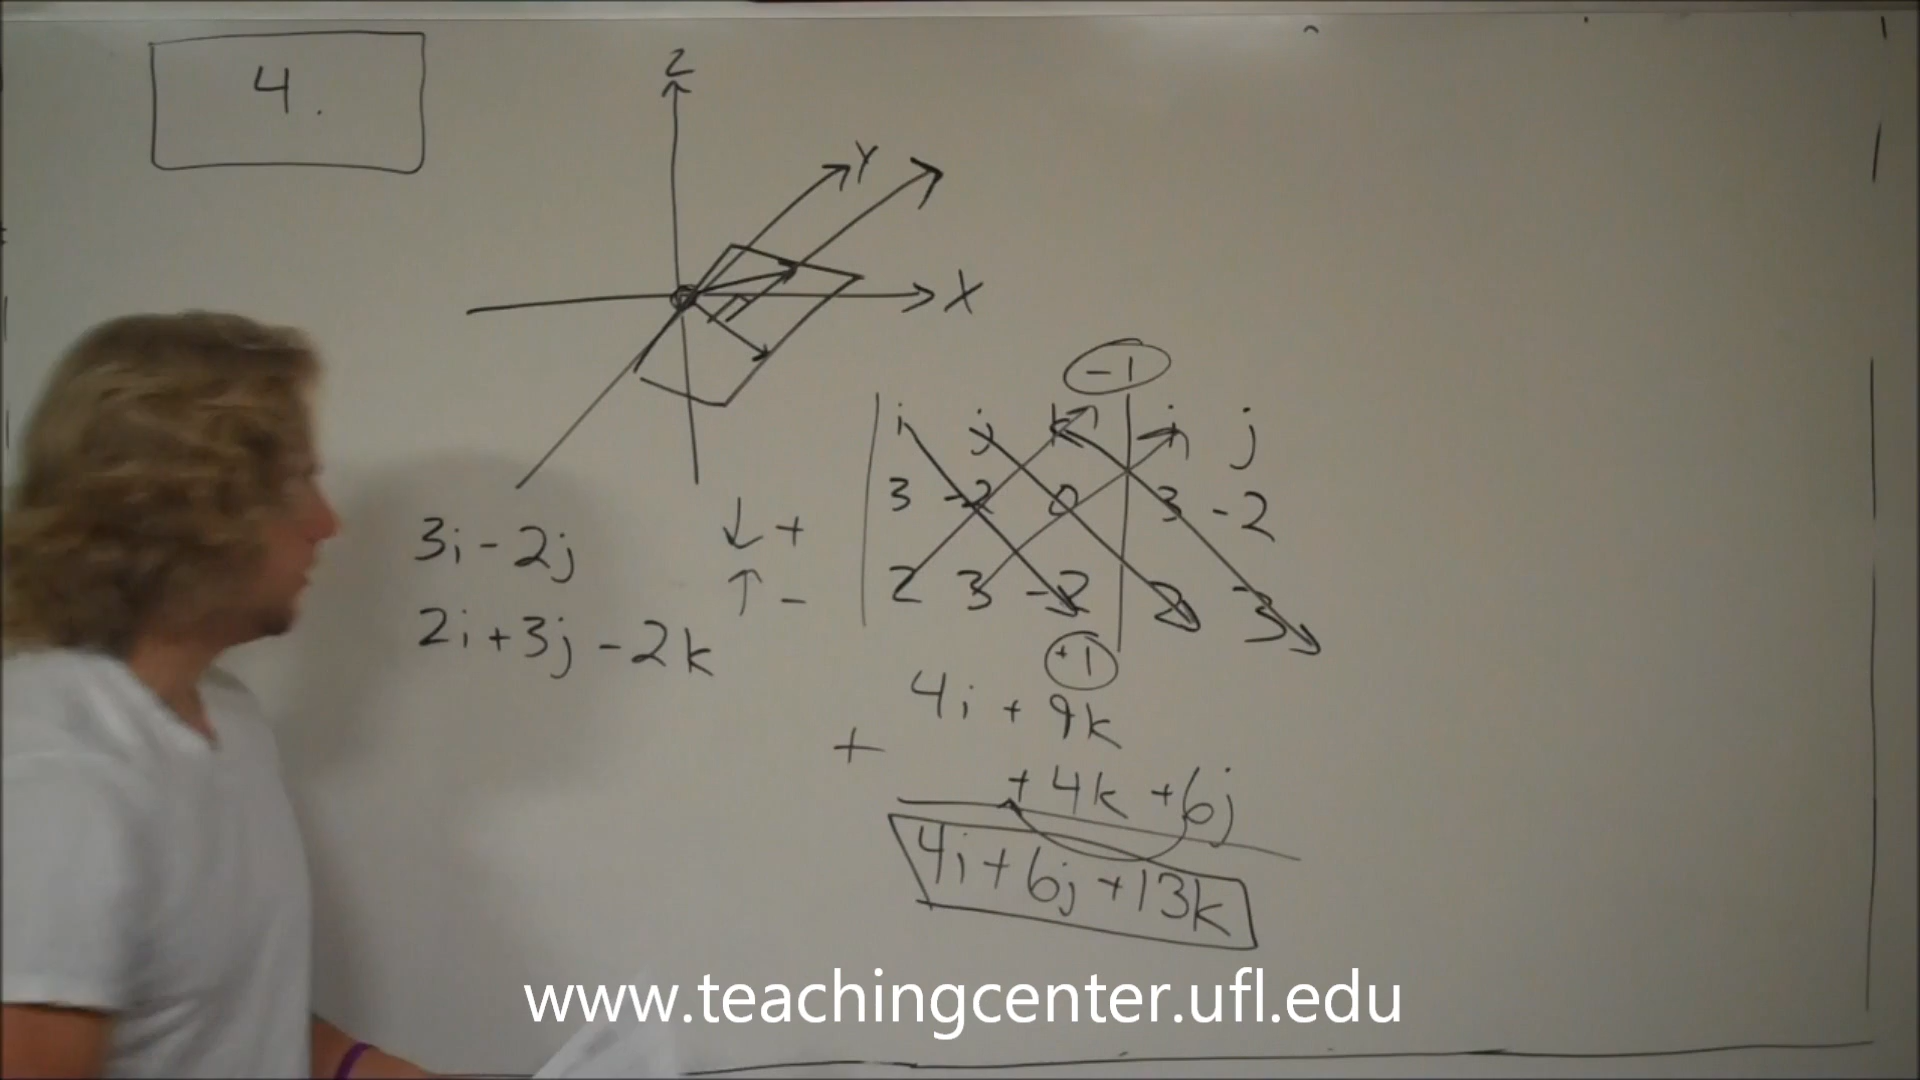 4.
Z
Y
X
-1
i j k i j
3 -2 0 3 -2
2 3 -2 2 3
+1
3i - 2j
2i + 3j - 2k
↓ +
↑ -
4i + 9k
+ + 4k + 6j
4i + 6j + 13k
www.teachingcenter.ufl.edu